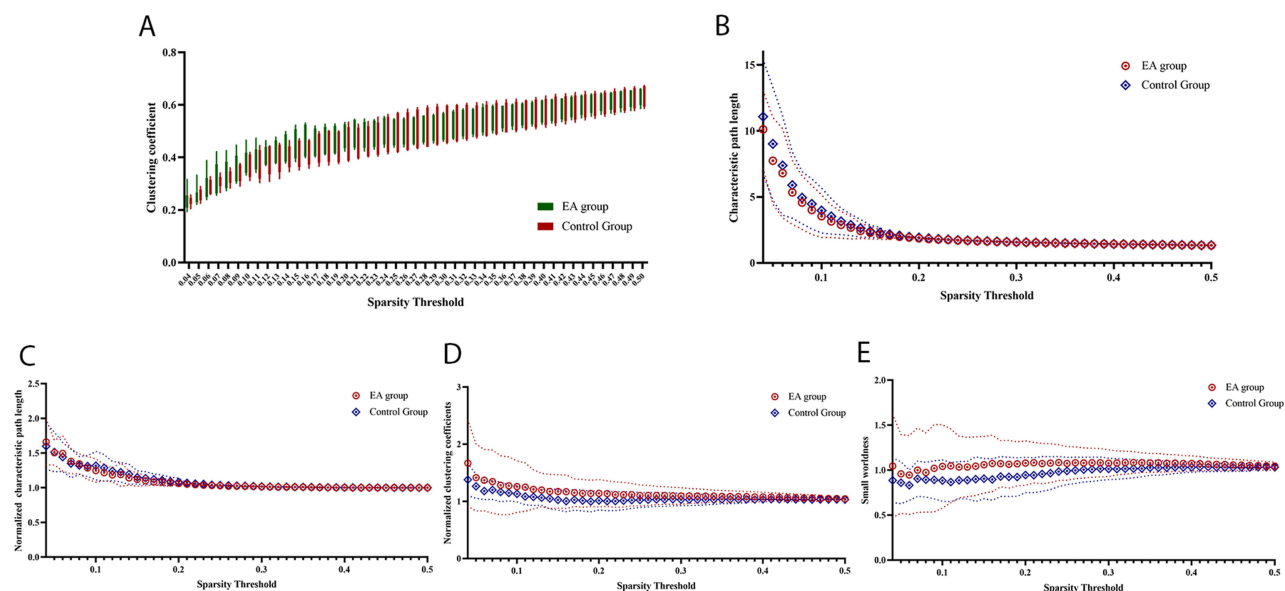 A
Clustering coefficient
0.8
0.6
0.4
0.2
0.0
0.04 0.05 0.06 0.07 0.08 0.09 0.10 0.11 0.12 0.13 0.14 0.15 0.16 0.17 0.18 0.19 0.20 0.21 0.22 0.23 0.24 0.25 0.26 0.27 0.28 0.29 0.30 0.31 0.32 0.33 0.34 0.35 0.36 0.37 0.38 0.39 0.40 0.41 0.42 0.43 0.44 0.45 0.46 0.47 0.48 0.49 0.50
Sparsity Threshold
EA group
Control Group
B
Characteristic path length
15
10
5
0
0.1 0.2 0.3 0.4 0.5
Sparsity Threshold
EA group
Control Group
C
Normalized characteristic path length
2.5
2.0
1.5
1.0
0.5
0.0
0.1 0.2 0.3 0.4 0.5
Sparsity Threshold
EA group
Control Group
D
Normalized clustering coefficients
3
2
1
0
0.1 0.2 0.3 0.4 0.5
Sparsity Threshold
EA group
Control Group
E
Small worldness
2.0
1.5
1.0
0.5
0.0
0.1 0.2 0.3 0.4 0.5
Sparsity Threshold
EA group
Control Group